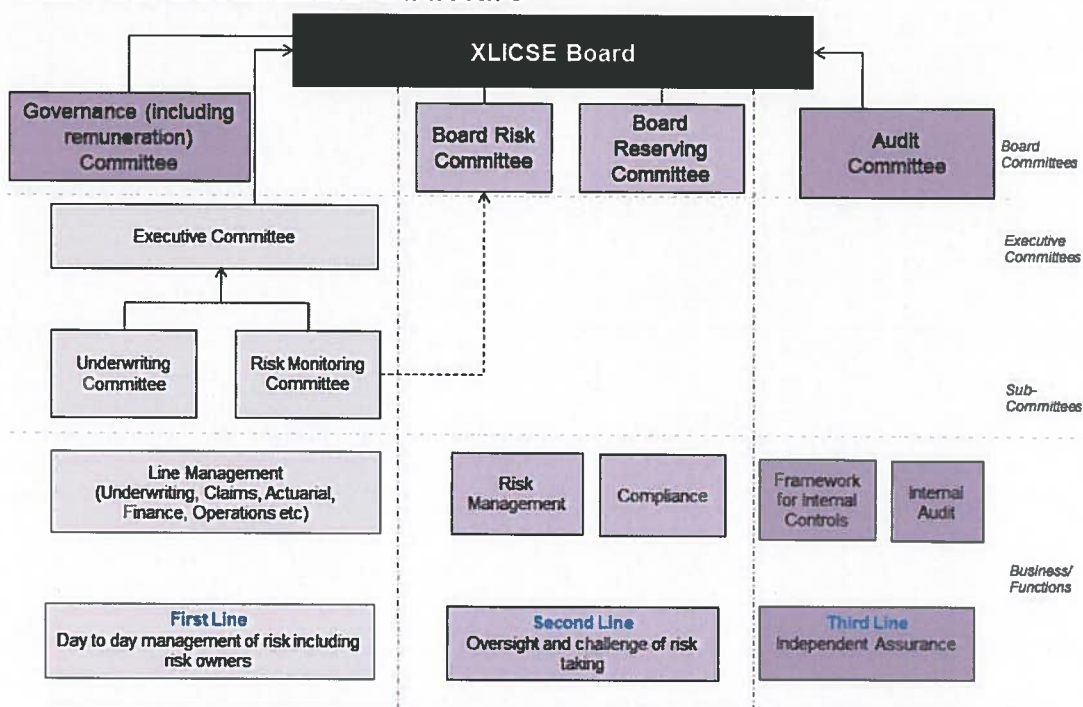 XLICSE Board
Governance (including
remuneration)
Committee
Board Risk
Committee
Board
Reserving
Committee
Audit
Committee
Board
Committees
Executive Committee
Executive
Committees
Underwriting
Committee
Risk Monitoring
Committee
Sub-
Committees
Line Management
(Underwriting, Claims, Actuarial,
Finance, Operations etc)
Risk
Management
Compliance
Framework
for Internal
Controls
Internal
Audit
Business/
Functions
First Line
Day to day management of risk including
risk owners
Second Line
Oversight and challenge of risk
taking
Third Line
Independent Assurance